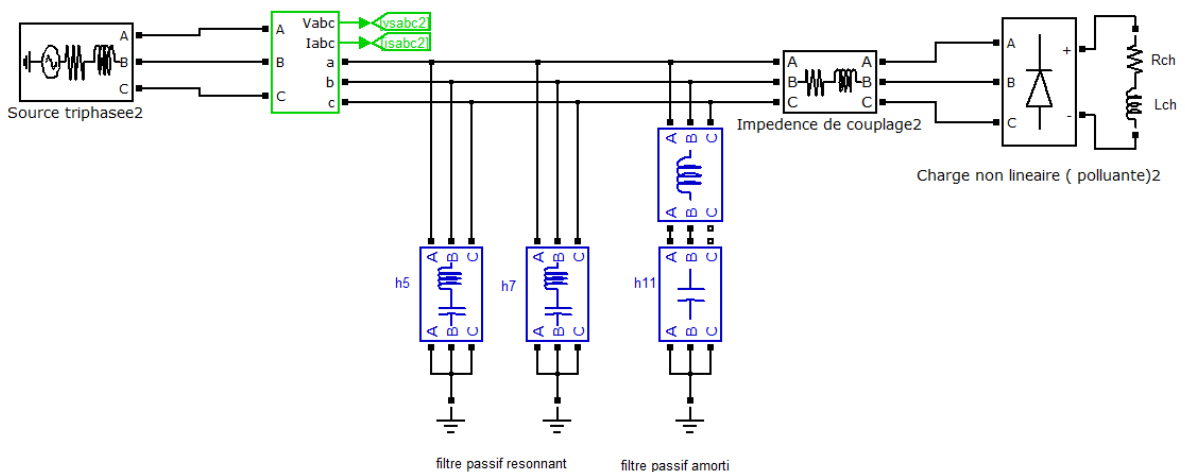 Vabc
[vsabc2]
Iabc
[isabc2]
A
B
C
Source triphasee2
A
B
C
a
b
c
A
B
C
A
B
C
Impedence de couplage2
A
B
C
+
-
Rch
Lch
Charge non lineaire ( polluante)2
A
B
C
A
B
C
h5
A
B
C
A
B
C
h7
A
B
C
A
B
C
h11
A
B
C
A
B
C
filtre passif resonnant
filtre passif amorti